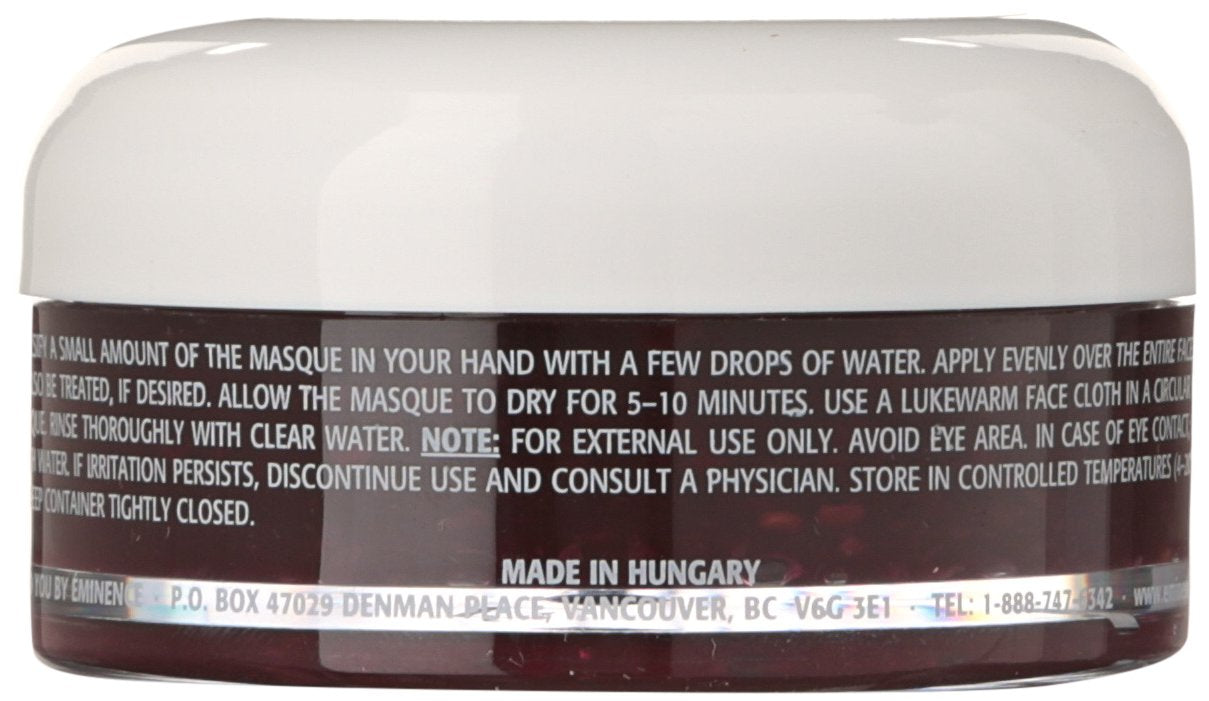 A SMALL AMOUNT OF THE MASQUE IN YOUR HAND WITH A FEW DROPS OF WATER. APPLY EVENLY OVER THE ENTIRE FACE
BE TREATED, IF DESIRED. ALLOW THE MASQUE TO DRY FOR 5–10 MINUTES. USE A LUKEWARM FACE CLOTH IN A CIRCULAR
RINSE THOROUGHLY WITH CLEAR WATER. NOTE: FOR EXTERNAL USE ONLY. AVOID EYE AREA. IN CASE OF EYE CONTACT,
WATER. IF IRRITATION PERSISTS, DISCONTINUE USE AND CONSULT A PHYSICIAN. STORE IN CONTROLLED TEMPERATURES
CONTAINER TIGHTLY CLOSED.
MADE IN HUNGARY
YOU BY ÉMINENCE · P.O. BOX 47029 DENMAN PLACE, VANCOUVER, BC V6G 3E1 · TEL: 1-888-747-6342 ·